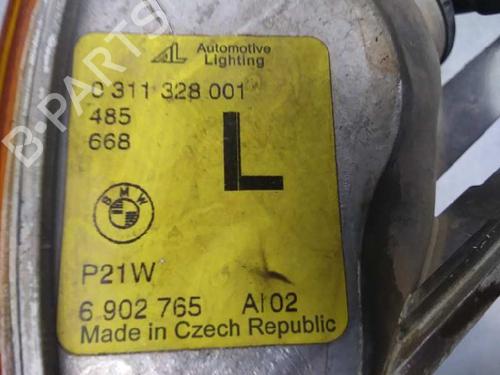 AL Automotive
Lighting
0 311 328 001
485
668
L
BMW
P21W
6 902 765 AI02
Made in Czech Republic
B-PARTS